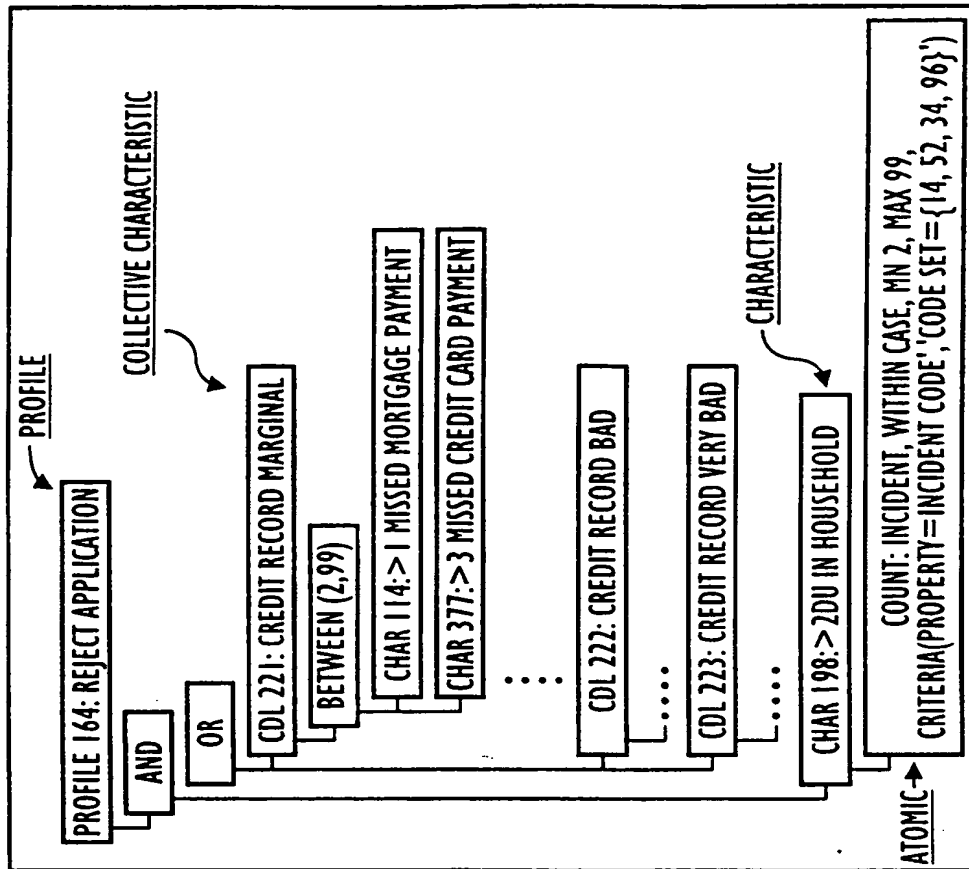 PROFILE
PROFILE 164: REJECT APPLICATION
AND
OR
COLLECTIVE CHARACTERISTIC
CDL 221: CREDIT RECORD MARGINAL
BETWEEN (2,99)
CHAR 114:>1 MISSED MORTGAGE PAYMENT
CHAR 377:>3 MISSED CREDIT CARD PAYMENT
CDL 222: CREDIT RECORD BAD
CDL 223: CREDIT RECORD VERY BAD
CHARACTERISTIC
CHAR 198:>2DU IN HOUSEHOLD
COUNT: INCIDENT, WITHIN CASE, MN 2, MAX 99,
CRITERIA(PROPERTY=INCIDENT CODE','CODE SET={14, 52, 34, 96}')
ATOMIC